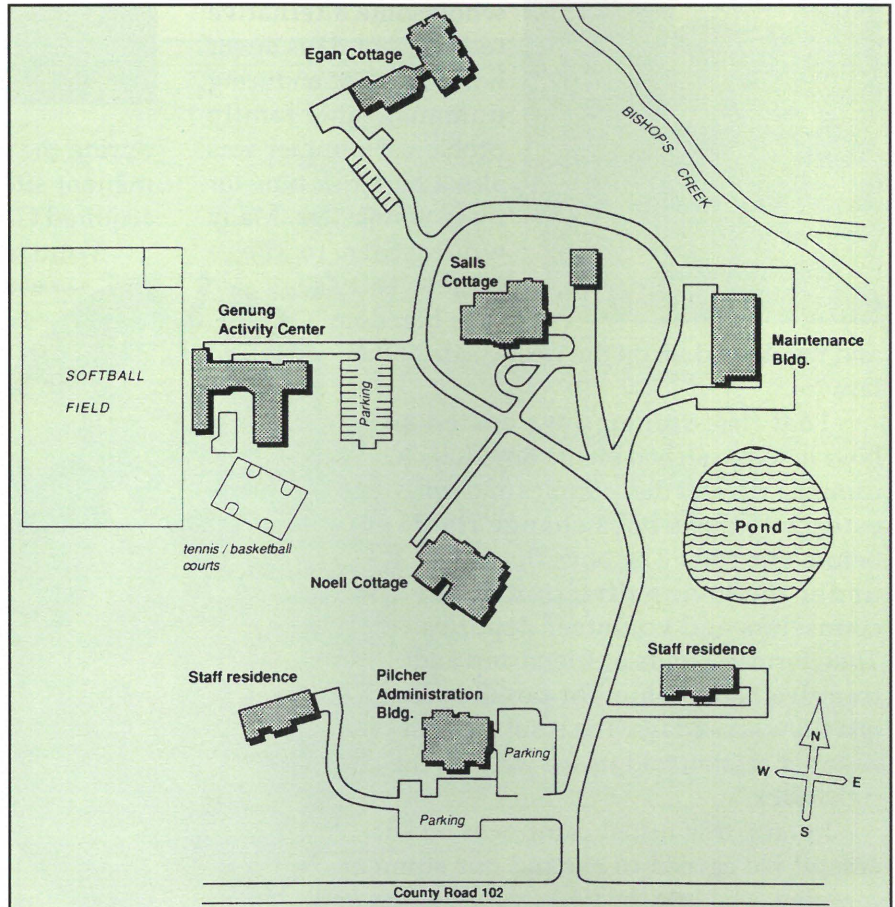 Egan Cottage
BISHOP'S
CREEK
Salls
Cottage
Genung
Activity Center
Maintenance
Bldg.
SOFTBALL
FIELD
Parking
Pond
tennis / basketball
courts
Noell Cottage
Staff residence
Staff residence
Pilcher
Administration
Bldg.
Parking
N
W
E
S
Parking
County Road 102